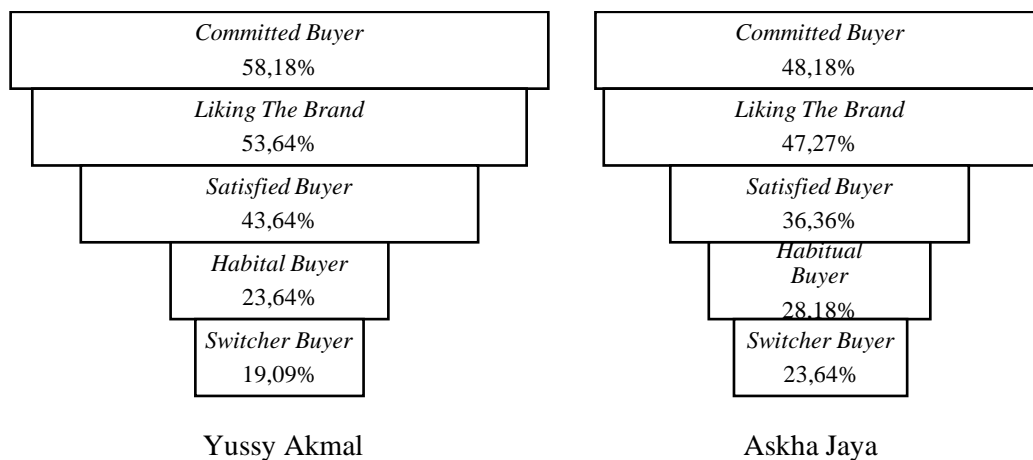 Committed Buyer
58,18%
Liking The Brand
53,64%
Satisfied Buyer
43,64%
Habital Buyer
23,64%
Switcher Buyer
19,09%
Yussy Akmal
Committed Buyer
48,18%
Liking The Brand
47,27%
Satisfied Buyer
36,36%
Habitual
Buyer
28,18%
Switcher Buyer
23,64%
Askha Jaya